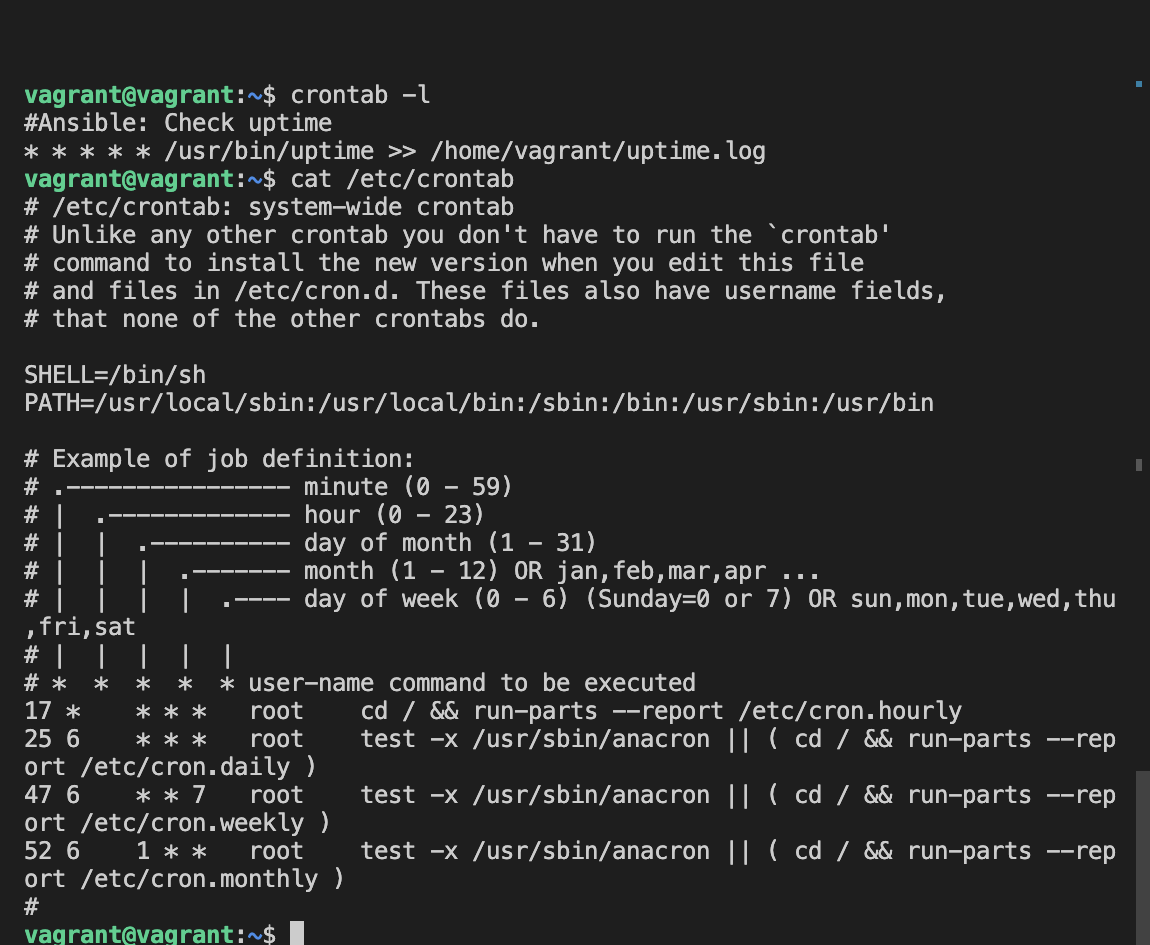 vagrant@vagrant:~$ crontab -l
#Ansible: Check uptime
* * * * * /usr/bin/uptime >> /home/vagrant/uptime.log
vagrant@vagrant:~$ cat /etc/crontab
# /etc/crontab: system-wide crontab
# Unlike any other crontab you don't have to run the `crontab'
# command to install the new version when you edit this file
# and files in /etc/cron.d. These files also have username fields,
# that none of the other crontabs do.

SHELL=/bin/sh
PATH=/usr/local/sbin:/usr/local/bin:/sbin:/bin:/usr/sbin:/usr/bin

# Example of job definition:
# .---------------- minute (0 - 59)
# |  .------------- hour (0 - 23)
# |  |  .---------- day of month (1 - 31)
# |  |  |  .------- month (1 - 12) OR jan,feb,mar,apr ...
# |  |  |  |  .---- day of week (0 - 6) (Sunday=0 or 7) OR sun,mon,tue,wed,thu
,fri,sat
# |  |  |  |  |
# *  *  *  *  * user-name command to be executed
17 *    * * *   root    cd / && run-parts --report /etc/cron.hourly
25 6    * * *   root    test -x /usr/sbin/anacron || ( cd / && run-parts --rep
ort /etc/cron.daily )
47 6    * * 7   root    test -x /usr/sbin/anacron || ( cd / && run-parts --rep
ort /etc/cron.weekly )
52 6    1 * *   root    test -x /usr/sbin/anacron || ( cd / && run-parts --rep
ort /etc/cron.monthly )
#
vagrant@vagrant:~$